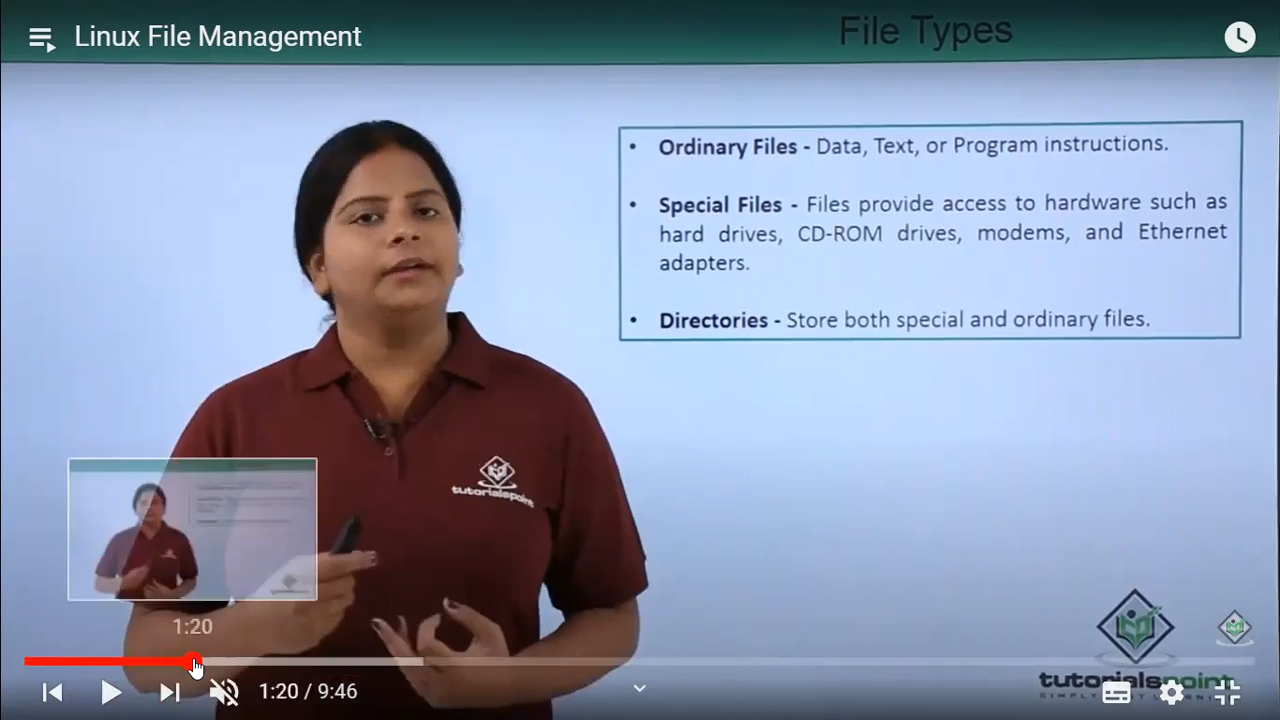 Linux File Management
File Types
• Ordinary Files - Data, Text, or Program instructions.
• Special Files - Files provide access to hardware such as
hard drives, CD-ROM drives, modems, and Ethernet
adapters.
• Directories - Store both special and ordinary files.
tutorialspoint
1:20
1:20 / 9:46
tutorialspoint